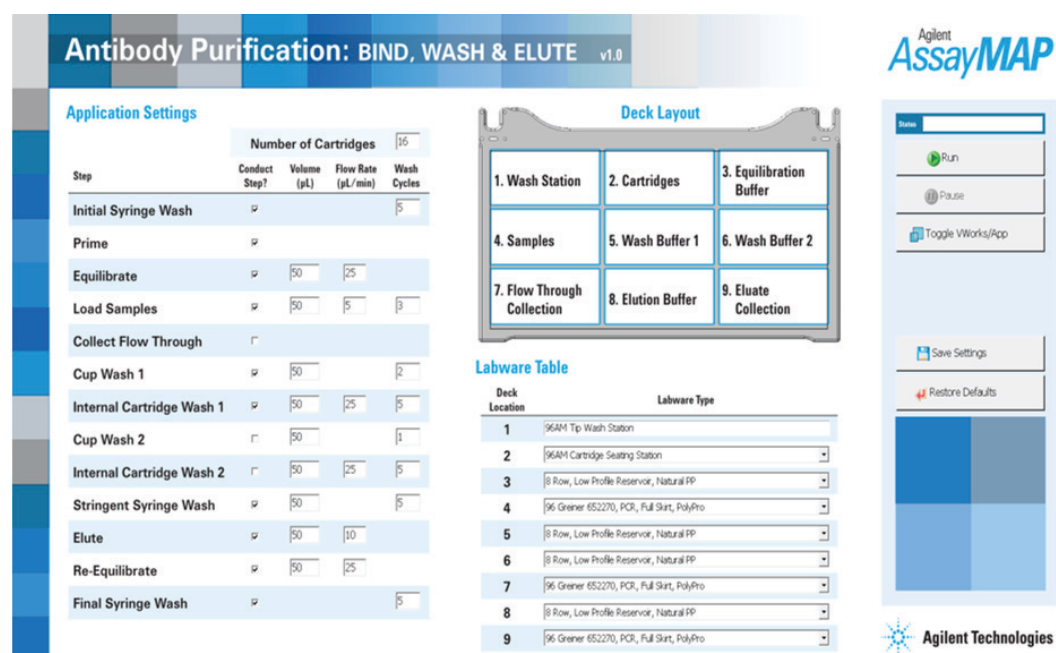 Antibody Purification: BIND, WASH & ELUTE v1.0
Agilent
AssayMAP
Application Settings
Number of Cartridges 16
Step Conduct Step? Volume (µL) Flow Rate (µL/min) Wash Cycles
Initial Syringe Wash 5
Prime
Equilibrate 50 25
Load Samples 50 5 3
Collect Flow Through
Cup Wash 1 50 2
Internal Cartridge Wash 1 50 25 5
Cup Wash 2 50 1
Internal Cartridge Wash 2 50 25 5
Stringent Syringe Wash 50 5
Elute 50 10
Re-Equilibrate 50 25
Final Syringe Wash 5
Deck Layout
1. Wash Station
2. Cartridges
3. Equilibration
Buffer
4. Samples
5. Wash Buffer 1
6. Wash Buffer 2
7. Flow Through
Collection
8. Elution Buffer
9. Eluate
Collection
Labware Table
Deck Location Labware Type
1 96AM Tip Wash Station
2 96AM Cartridge Seating Station
3 8 Row, Low Profile Reservoir, Natural PP
4 96 Greiner 652270, PCR, Full Skirt, PolyPro
5 8 Row, Low Profile Reservoir, Natural PP
6 8 Row, Low Profile Reservoir, Natural PP
7 96 Greiner 652270, PCR, Full Skirt, PolyPro
8 8 Row, Low Profile Reservoir, Natural PP
9 96 Greiner 652270, PCR, Full Skirt, PolyPro
Status
Run
Pause
Toggle VWorks/App
Save Settings
Restore Defaults
Agilent Technologies